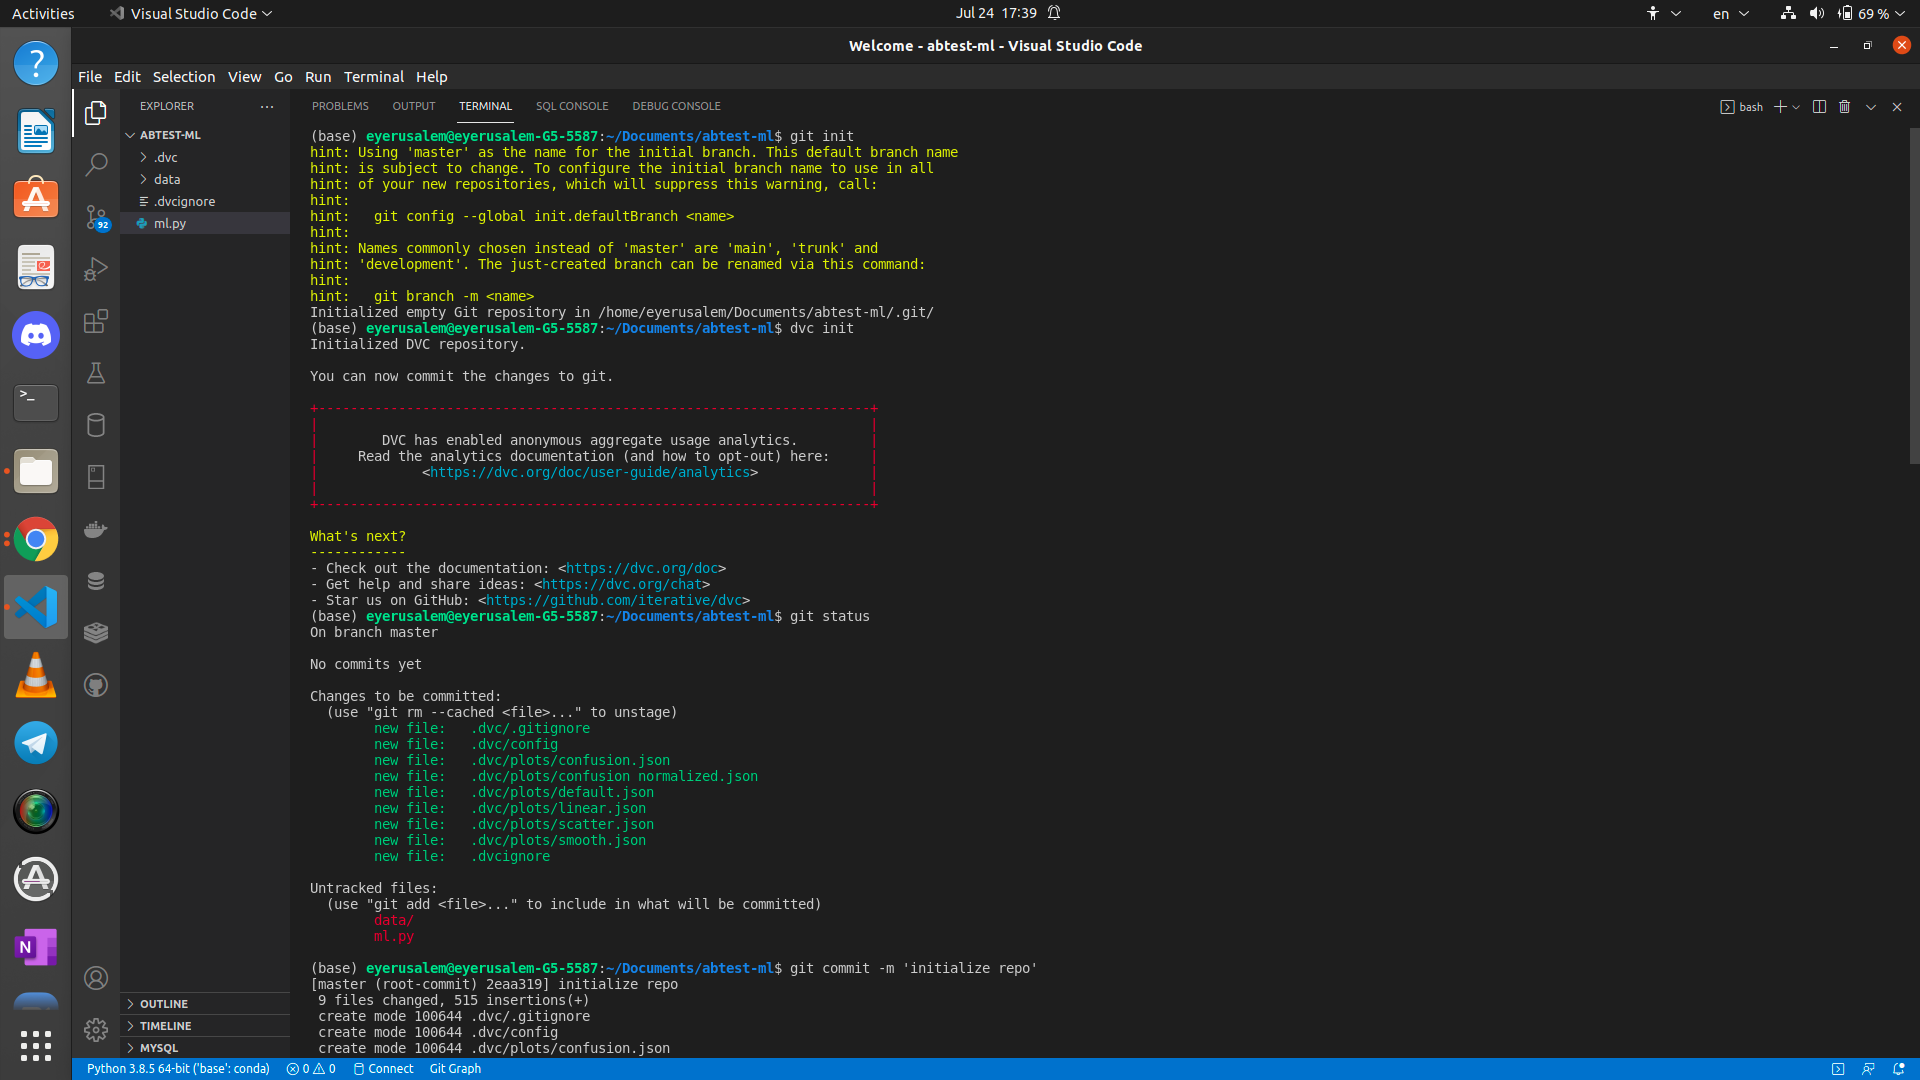 Activities
Visual Studio Code
Jul 24 17:39
en
69 %
Welcome - abtest-ml - Visual Studio Code
File Edit Selection View Go Run Terminal Help
EXPLORER
ABTEST-ML
.dvc
data
.dvcignore
ml.py
92
OUTLINE
TIMELINE
MYSQL
PROBLEMS OUTPUT TERMINAL SQL CONSOLE DEBUG CONSOLE
bash
(base) eyerusalem@eyerusalem-G5-5587:~/Documents/abtest-ml$ git init
hint: Using 'master' as the name for the initial branch. This default branch name
hint: is subject to change. To configure the initial branch name to use in all
hint: of your new repositories, which will suppress this warning, call:
hint:
hint:   git config --global init.defaultBranch <name>
hint:
hint: Names commonly chosen instead of 'master' are 'main', 'trunk' and
hint: 'development'. The just-created branch can be renamed via this command:
hint:
hint:   git branch -m <name>
Initialized empty Git repository in /home/eyerusalem/Documents/abtest-ml/.git/
(base) eyerusalem@eyerusalem-G5-5587:~/Documents/abtest-ml$ dvc init
Initialized DVC repository.
You can now commit the changes to git.
+---------------------------------------------------------------------+
DVC has enabled anonymous aggregate usage analytics.
Read the analytics documentation (and how to opt-out) here:
<https://dvc.org/doc/user-guide/analytics>
+---------------------------------------------------------------------+
What's next?
------------
- Check out the documentation: <https://dvc.org/doc>
- Get help and share ideas: <https://dvc.org/chat>
- Star us on GitHub: <https://github.com/iterative/dvc>
(base) eyerusalem@eyerusalem-G5-5587:~/Documents/abtest-ml$ git status
On branch master
No commits yet
Changes to be committed:
(use "git rm --cached <file>..." to unstage)
new file:   .dvc/.gitignore
new file:   .dvc/config
new file:   .dvc/plots/confusion.json
new file:   .dvc/plots/confusion normalized.json
new file:   .dvc/plots/default.json
new file:   .dvc/plots/linear.json
new file:   .dvc/plots/scatter.json
new file:   .dvc/plots/smooth.json
new file:   .dvcignore
Untracked files:
(use "git add <file>..." to include in what will be committed)
data/
ml.py
(base) eyerusalem@eyerusalem-G5-5587:~/Documents/abtest-ml$ git commit -m 'initialize repo'
[master (root-commit) 2eaa319] initialize repo
9 files changed, 515 insertions(+)
create mode 100644 .dvc/.gitignore
create mode 100644 .dvc/config
create mode 100644 .dvc/plots/confusion.json
Python 3.8.5 64-bit ('base': conda) 0 0 Connect Git Graph